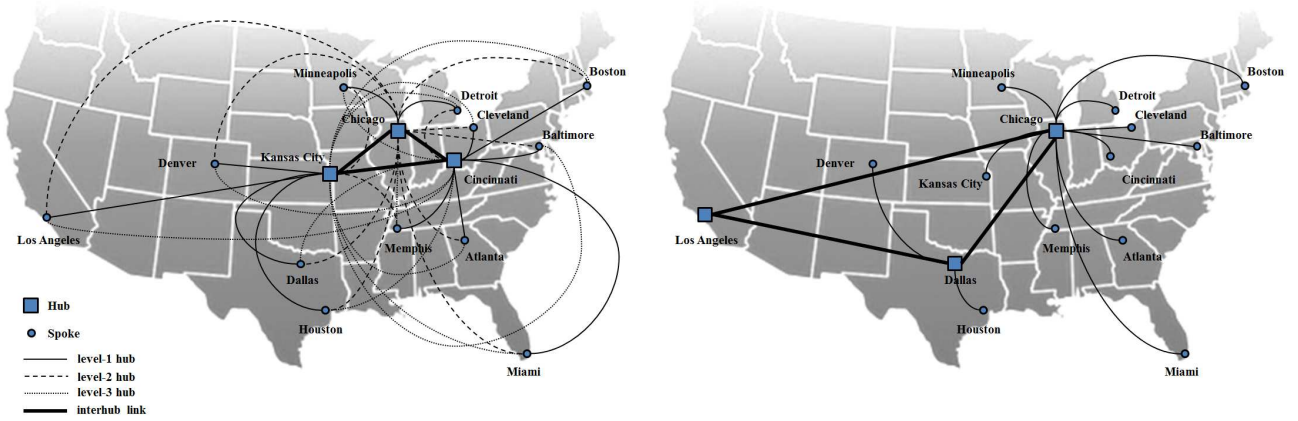 Minneapolis
Boston
Detroit
Chicago
Cleveland
Baltimore
Denver
Kansas City
Cincinnati
Los Angeles
Memphis
Atlanta
Dallas
Houston
Miami
Hub
Spoke
level-1 hub
level-2 hub
level-3 hub
interhub link
Minneapolis
Boston
Detroit
Chicago
Cleveland
Baltimore
Denver
Kansas City
Cincinnati
Los Angeles
Memphis
Atlanta
Dallas
Houston
Miami